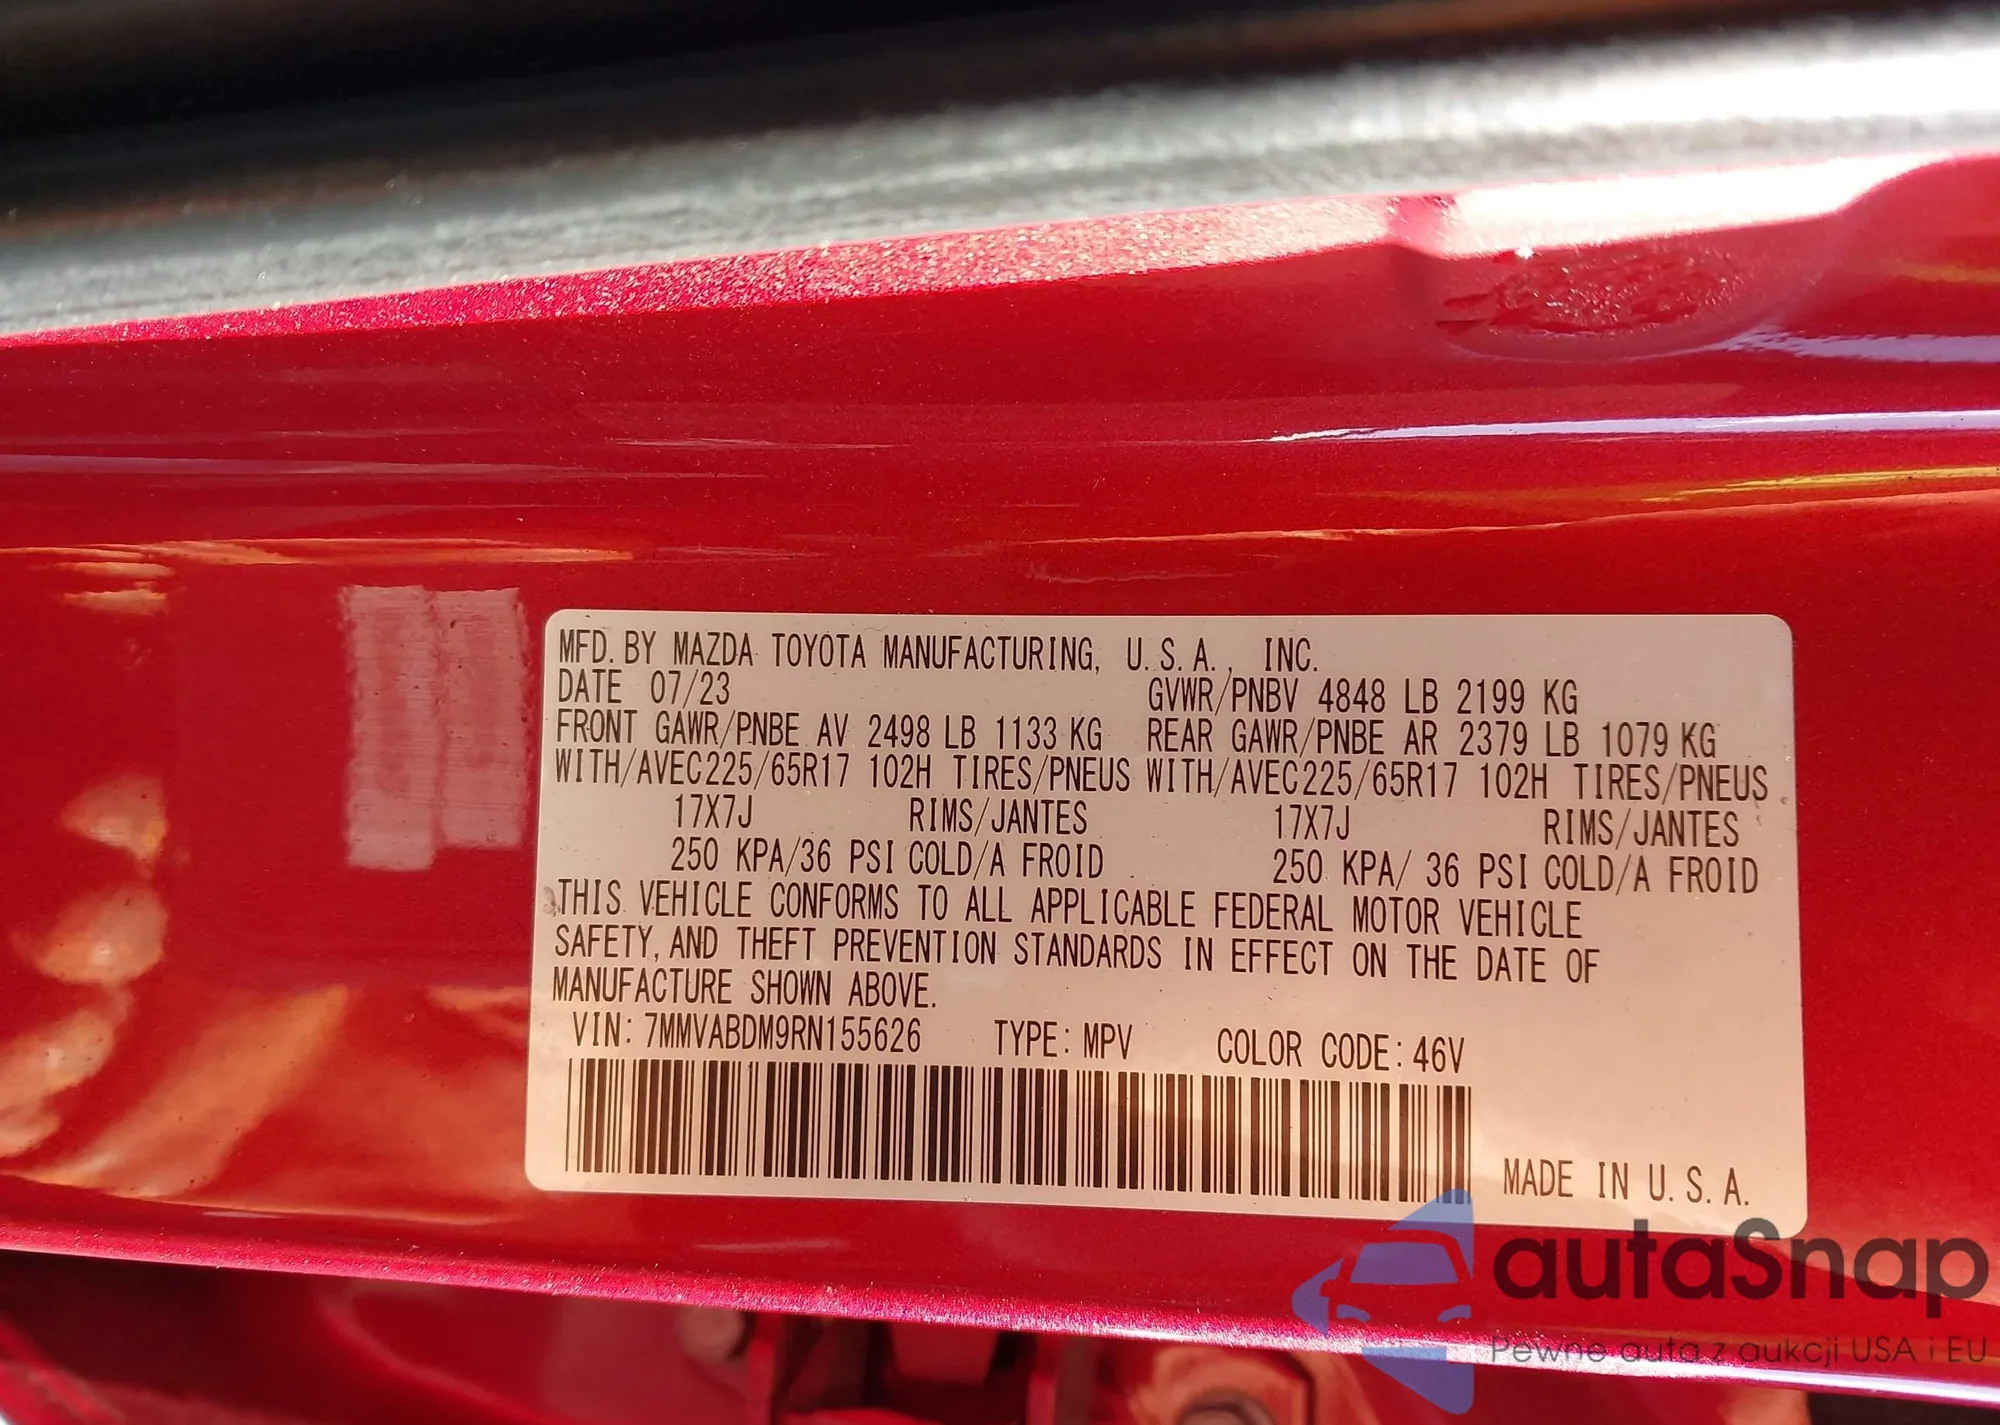 MFD. BY MAZDA TOYOTA MANUFACTURING, U.S.A., INC.
DATE 07/23 GVWR/PNBV 4848 LB 2199 KG
FRONT GAWR/PNBE AV 2498 LB 1133 KG REAR GAWR/PNBE AR 2379 LB 1079 KG
WITH/AVEC225/65R17 102H TIRES/PNEUS WITH/AVEC225/65R17 102H TIRES/PNEUS
17X7J RIMS/JANTES 17X7J RIMS/JANTES
250 KPA/36 PSI COLD/A FROID 250 KPA/ 36 PSI COLD/A FROID
THIS VEHICLE CONFORMS TO ALL APPLICABLE FEDERAL MOTOR VEHICLE
SAFETY, AND THEFT PREVENTION STANDARDS IN EFFECT ON THE DATE OF
MANUFACTURE SHOWN ABOVE.
VIN: 7MMVABDM9RN155626 TYPE: MPV COLOR CODE: 46V
MADE IN U.S.A.
autaSnap
Pewne auta z aukcji USA i EU